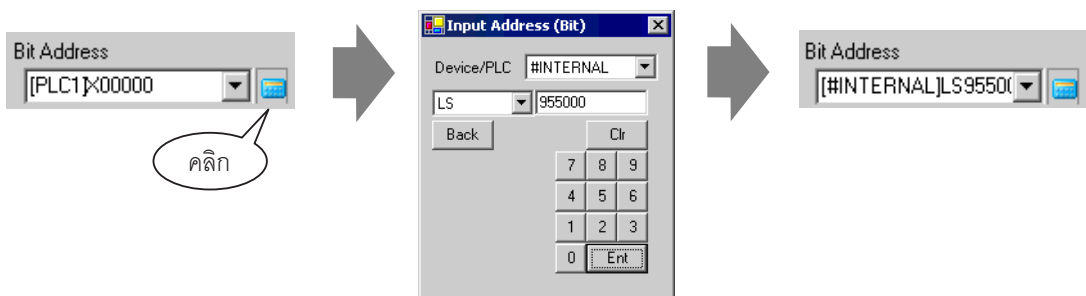 Bit Address
[PLC1]X00000
คลิก
Input Address (Bit)
Device/PLC #INTERNAL
LS 955000
Back Clr
7 8 9
4 5 6
1 2 3
0 Ent
Bit Address
[#INTERNAL]LS95500